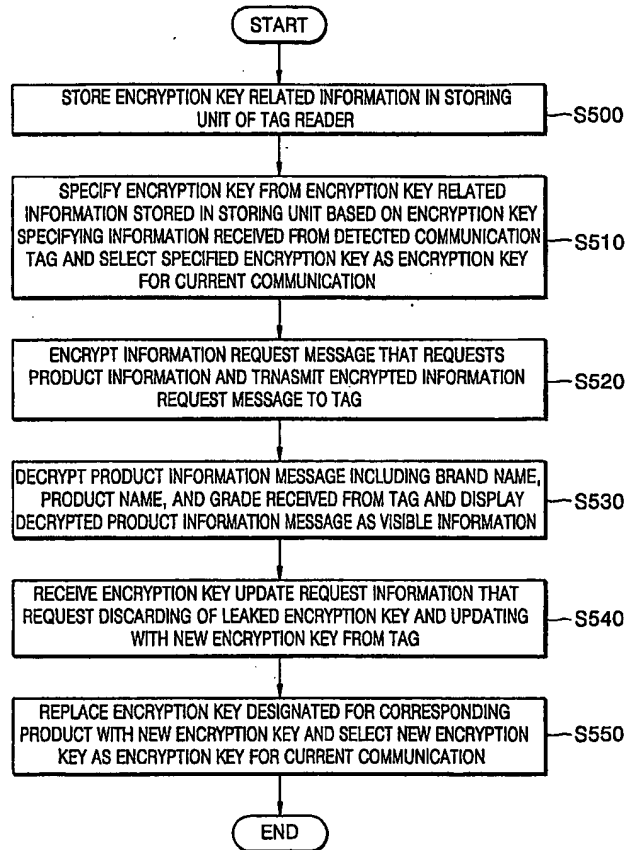 START
STORE ENCRYPTION KEY RELATED INFORMATION IN STORING
UNIT OF TAG READER
S500
SPECIFY ENCRYPTION KEY FROM ENCRYPTION KEY RELATED
INFORMATION STORED IN STORING UNIT BASED ON ENCRYPTION KEY
SPECIFYING INFORMATION RECEIVED FROM DETECTED COMMUNICATION
TAG AND SELECT SPECIFIED ENCRYPTION KEY AS ENCRYPTION KEY
FOR CURRENT COMMUNICATION
S510
ENCRYPT INFORMATION REQUEST MESSAGE THAT REQUESTS
PRODUCT INFORMATION AND TRNASMIT ENCRYPTED INFORMATION
REQUEST MESSAGE TO TAG
S520
DECRYPT PRODUCT INFORMATION MESSAGE INCLUDING BRAND NAME,
PRODUCT NAME, AND GRADE RECEIVED FROM TAG AND DISPLAY
DECRYPTED PRODUCT INFORMATION MESSAGE AS VISIBLE INFORMATION
S530
RECEIVE ENCRYPTION KEY UPDATE REQUEST INFORMATION THAT
REQUEST DISCARDING OF LEAKED ENCRYPTION KEY AND UPDATING
WITH NEW ENCRYPTION KEY FROM TAG
S540
REPLACE ENCRYPTION KEY DESIGNATED FOR CORRESPONDING
PRODUCT WITH NEW ENCRYPTION KEY AND SELECT NEW ENCRYPTION
KEY AS ENCRYPTION KEY FOR CURRENT COMMUNICATION
S550
END